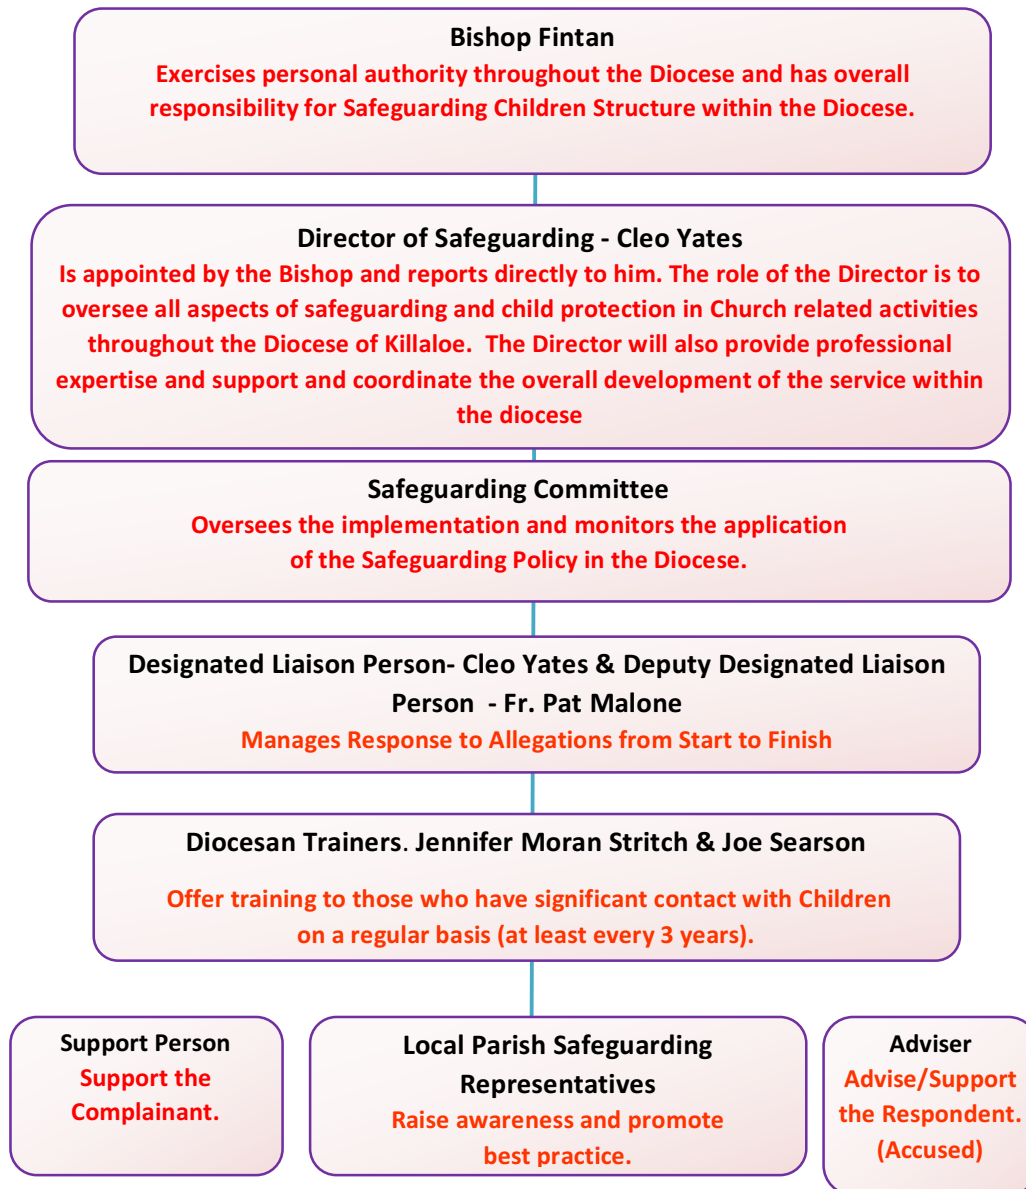 Bishop Fintan
Exercises personal authority throughout the Diocese and has overall
responsibility for Safeguarding Children Structure within the Diocese.
Director of Safeguarding - Cleo Yates
Is appointed by the Bishop and reports directly to him. The role of the Director is to
oversee all aspects of safeguarding and child protection in Church related activities
throughout the Diocese of Killaloe.  The Director will also provide professional
expertise and support and coordinate the overall development of the service within
the diocese
Safeguarding Committee
Oversees the implementation and monitors the application
of the Safeguarding Policy in the Diocese.
Designated Liaison Person- Cleo Yates & Deputy Designated Liaison
Person  - Fr. Pat Malone
Manages Response to Allegations from Start to Finish
Diocesan Trainers. Jennifer Moran Stritch & Joe Searson
Offer training to those who have significant contact with Children
on a regular basis (at least every 3 years).
Support Person
Support the
Complainant.
Local Parish Safeguarding
Representatives
Raise awareness and promote
best practice.
Adviser
Advise/Support
the Respondent.
(Accused)